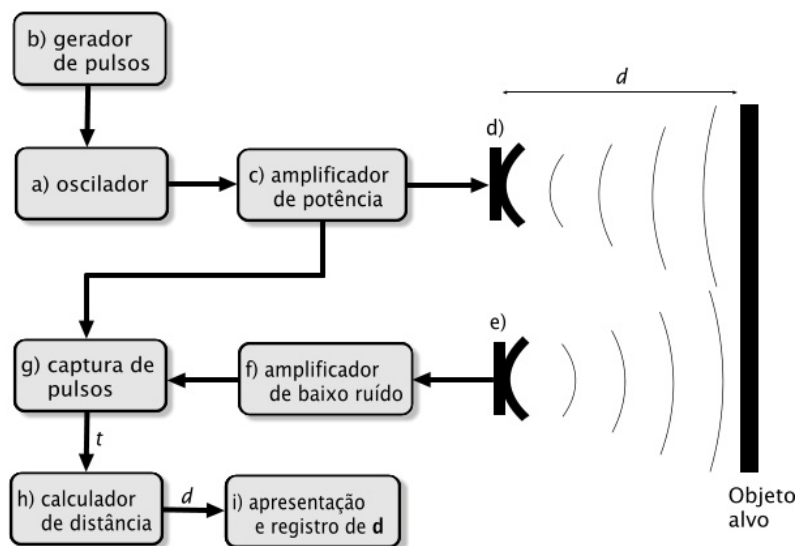 b) gerador
de pulsos
d
d)
a) oscilador
c) amplificador
de potência
e)
g) captura de
pulsos
f) amplificador
de baixo ruído
t
h) calculador
de distância
d
i) apresentação
e registro de d
Objeto
alvo